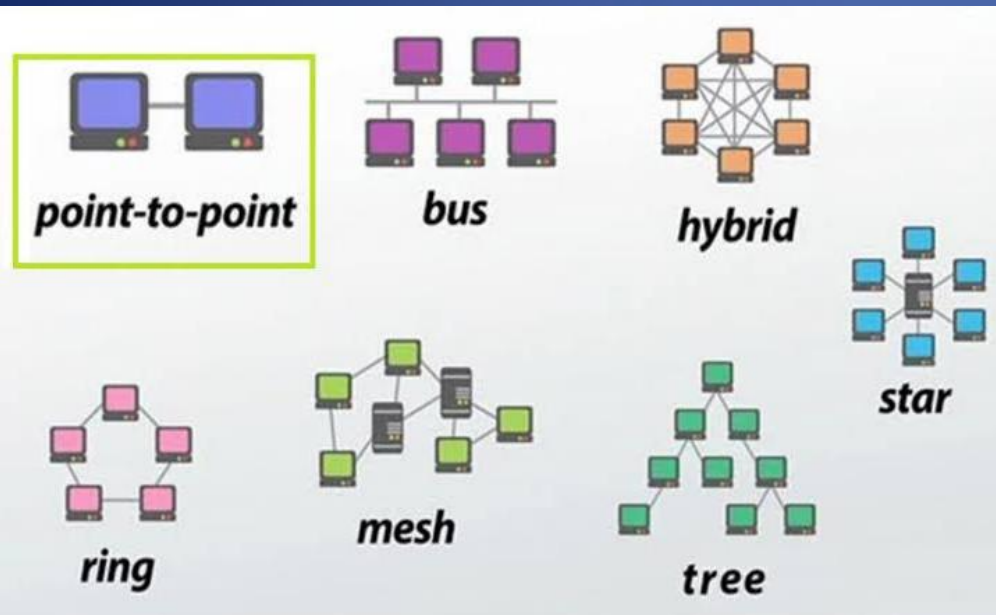 point-to-point
bus
hybrid
star
ring
mesh
tree